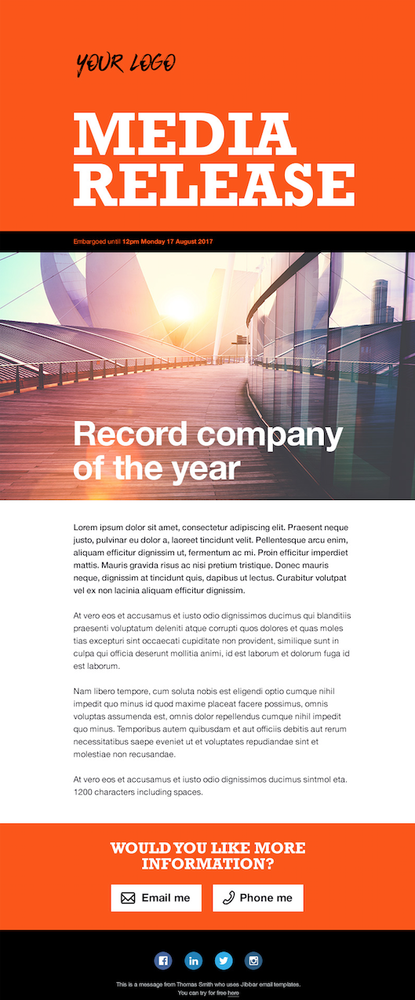 YOUR LOGO
MEDIA
RELEASE
Embargoed until 12pm Monday 17 August 2017
Record company
of the year
Lorem ipsum dolor sit amet, consectetur adipiscing elit. Praesent neque
justo, pulvinar eu dolor a, laoreet tincidunt velit. Pellentesque arcu enim,
aliquam efficitur dignissim ut, fermentum ac mi. Proin efficitur imperdiet
mattis. Mauris gravida risus ac nisi pretium tristique. Donec mauris
neque, dignissim at tincidunt quis, dapibus ut lectus. Curabitur volutpat
vel ex non lacinia aliquam efficitur dignissim.
At vero eos et accusamus et iusto odio dignissimos ducimus qui blanditiis
praesenti voluptatum deleniti atque corrupti quos dolores et quas moles
tias excepturi sint occaecati cupiditate non provident, similique sunt in
culpa qui officia deserunt mollitia animi, id est laborum et dolorum fuga id
est laborum.
Nam libero tempore, cum soluta nobis est eligendi optio cumque nihil
impedit quo minus id quod maxime placeat facere possimus, omnis
voluptas assumenda est, omnis dolor repellendus cumque nihil impedit
quo minus. Temporibus autem quibusdam et aut officiis debitis aut rerum
necessitatibus saepe eveniet ut et voluptates repudiandae sint et
molestiae non recusandae.
At vero eos et accusamus et iusto odio dignissimos ducimus sintmol eta.
1200 characters including spaces.
WOULD YOU LIKE MORE
INFORMATION?
Email me
Phone me
This is a message from Thomas Smith who uses Jibbar email templates.
You can try for free here